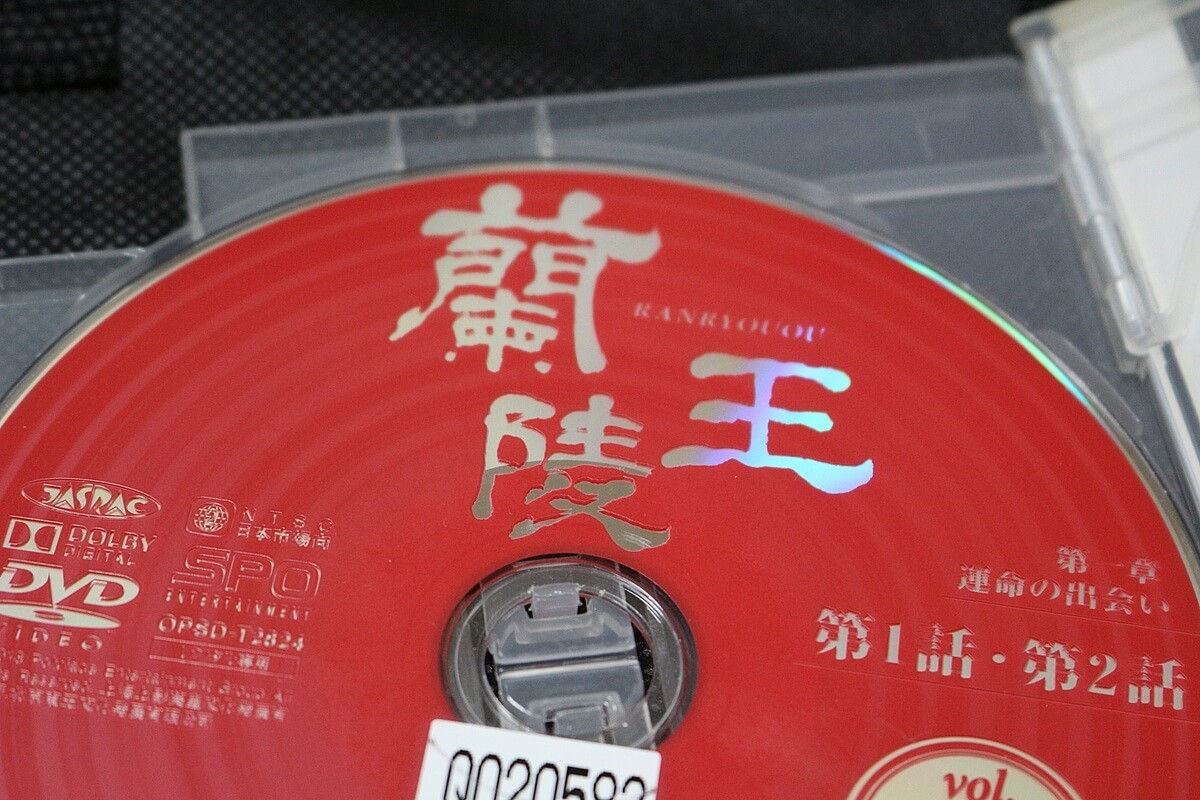 蘭陵王
RANRYOUOU
JASRAC
DOLBY
DIGITAL
DVD
VIDEO
NTSC
日本市場向
SPO
ENTERTAINMENT
OPSD-T2824
第一章
運命の出会い
第1話・第2話
vol.